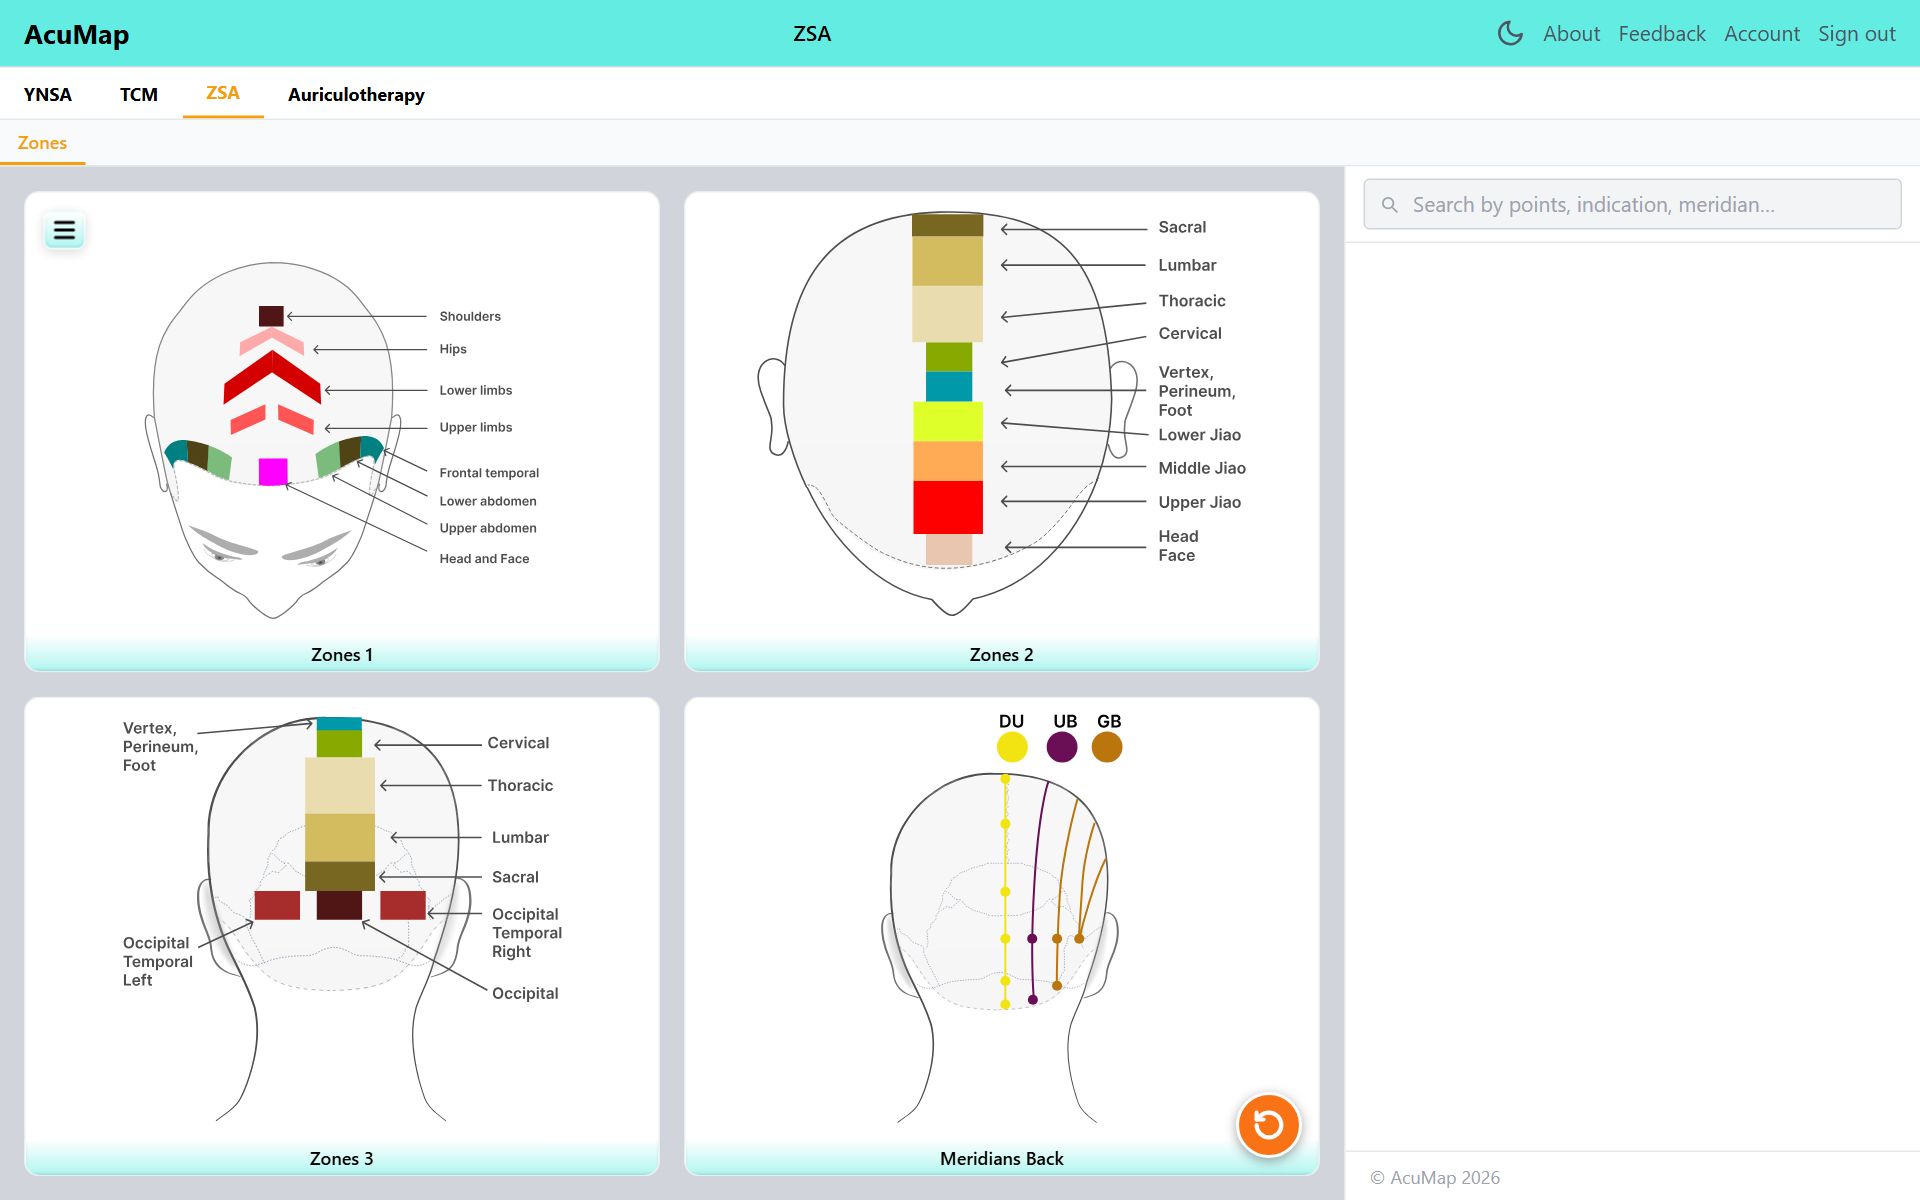 AcuMap
ZSA
About
Feedback
Account
Sign out
YNSA
TCM
ZSA
Auriculotherapy
Zones
Search by points, indication, meridian...
Shoulders
Hips
Lower limbs
Upper limbs
Frontal temporal
Lower abdomen
Upper abdomen
Head and Face
Zones 1
Sacral
Lumbar
Thoracic
Cervical
Vertex,
Perineum,
Foot
Lower Jiao
Middle Jiao
Upper Jiao
Head
Face
Zones 2
Vertex,
Perineum,
Foot
Cervical
Thoracic
Lumbar
Sacral
Occipital
Temporal
Right
Occipital
Temporal
Left
Occipital
Zones 3
DU
UB
GB
Meridians Back
© AcuMap 2026